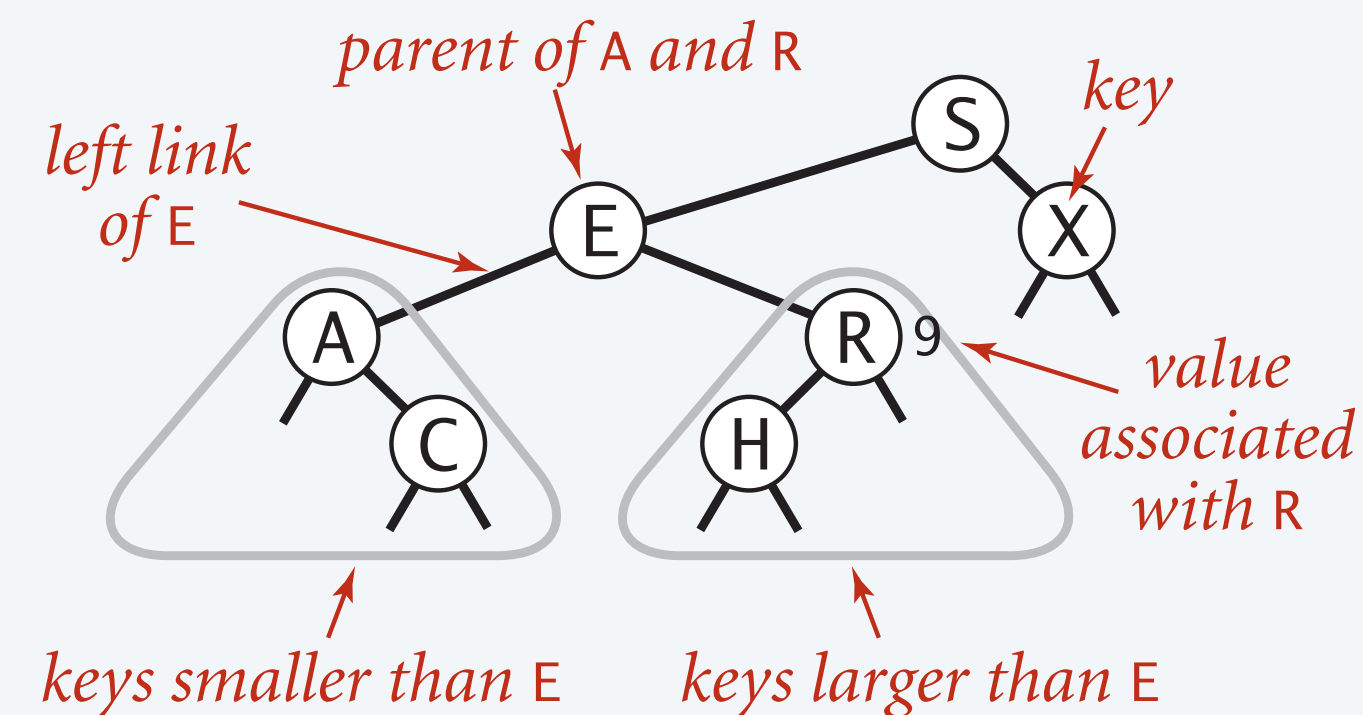 parent of A and R
key
left link
of E
S
E
X
A
R 9
C
H
value
associated
with R
keys smaller than E
keys larger than E